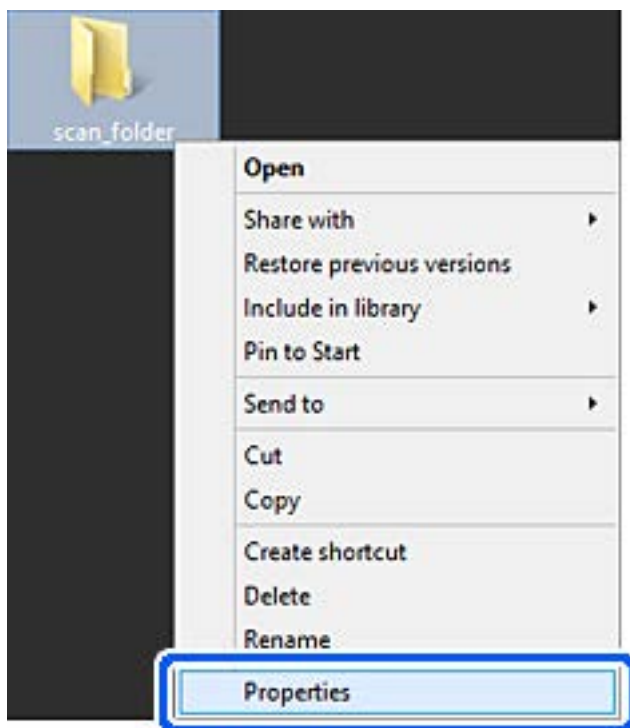 scan_folder
Open
Share with
Restore previous versions
Include in library
Pin to Start
Send to
Cut
Copy
Create shortcut
Delete
Rename
Properties